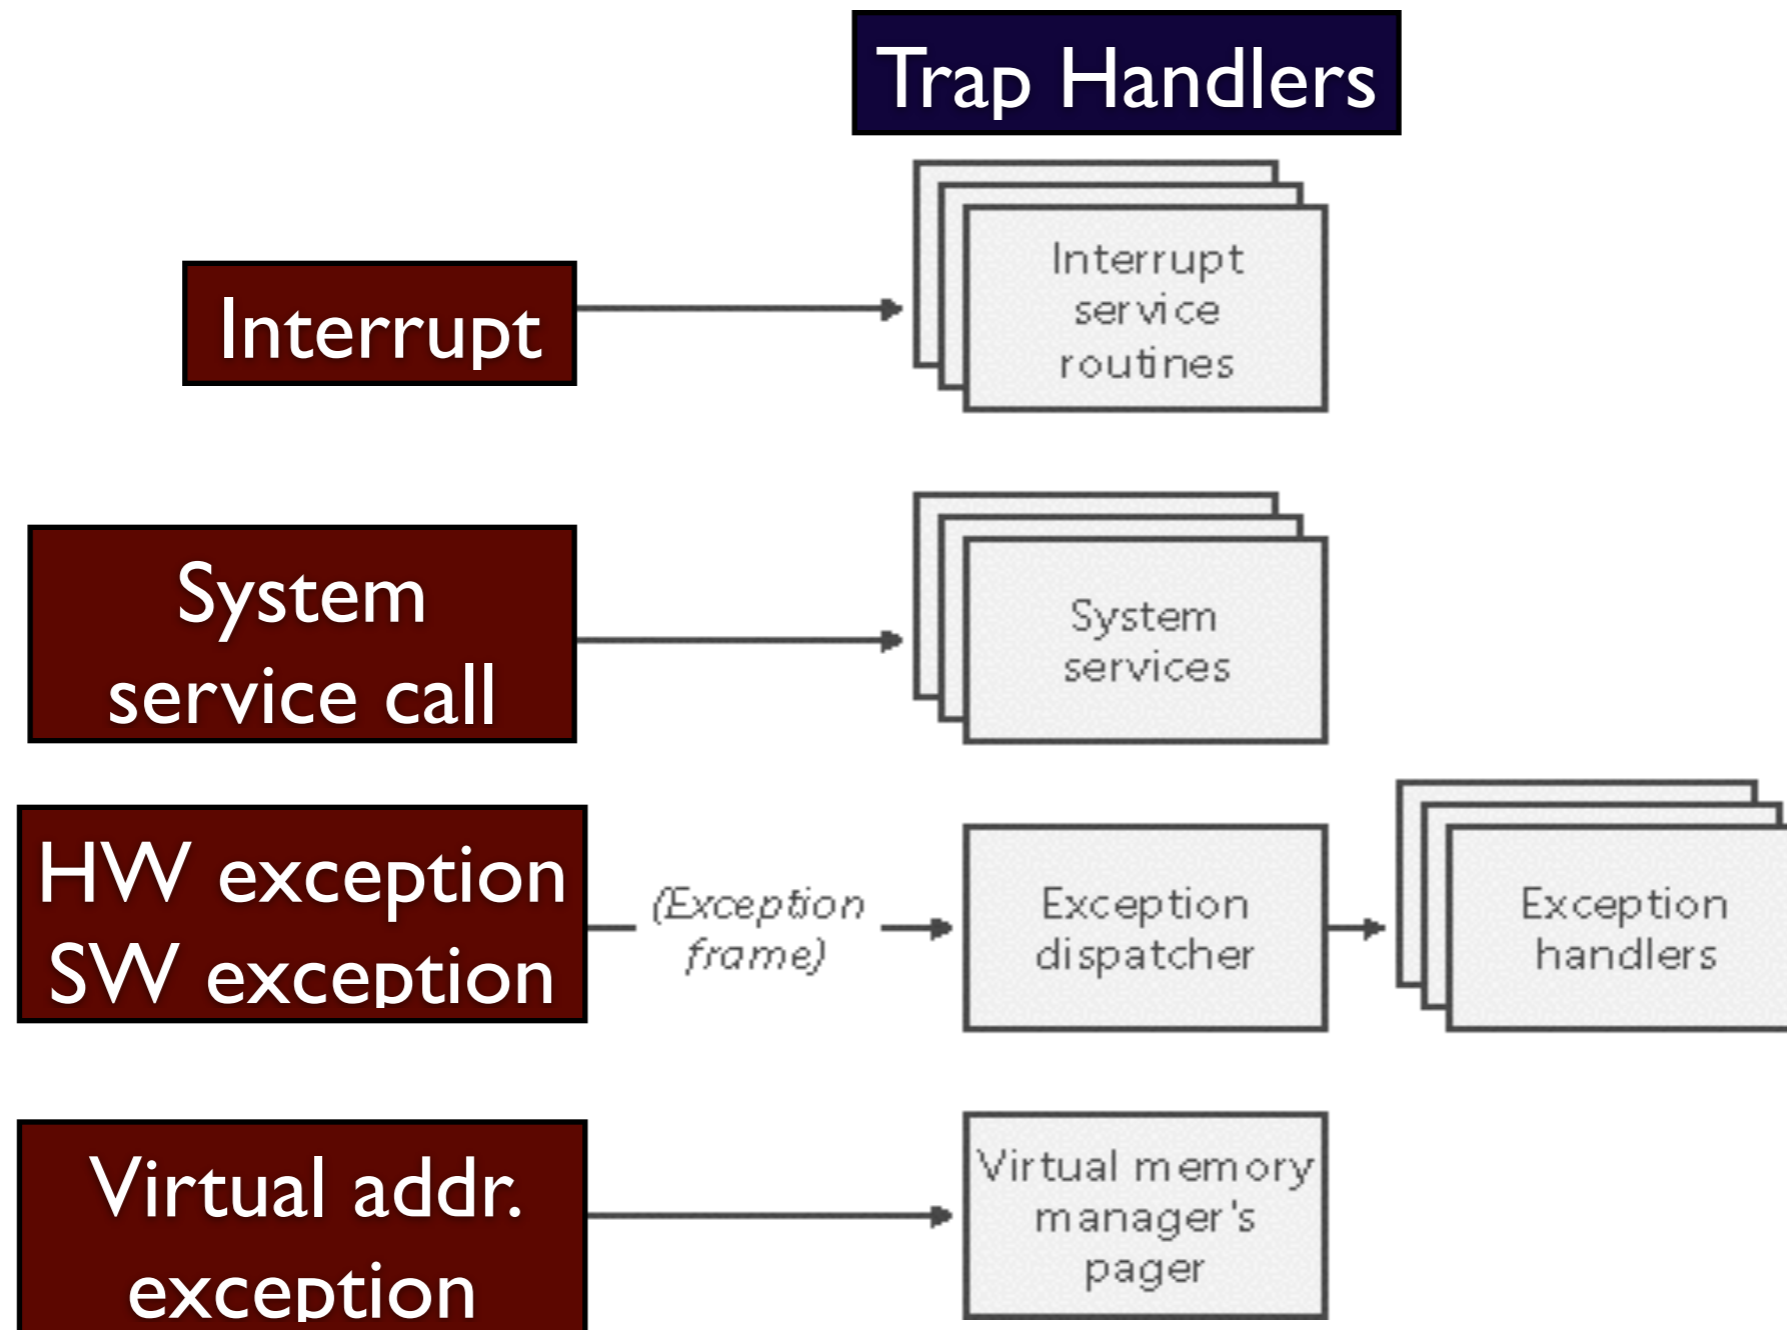 Trap Handlers
Interrupt
Interrupt
service
routines
System
service call
System
services
HW exception
SW exception
(Exception
frame)
Exception
dispatcher
Exception
handlers
Virtual addr.
exception
Virtual memory
manager's
pager